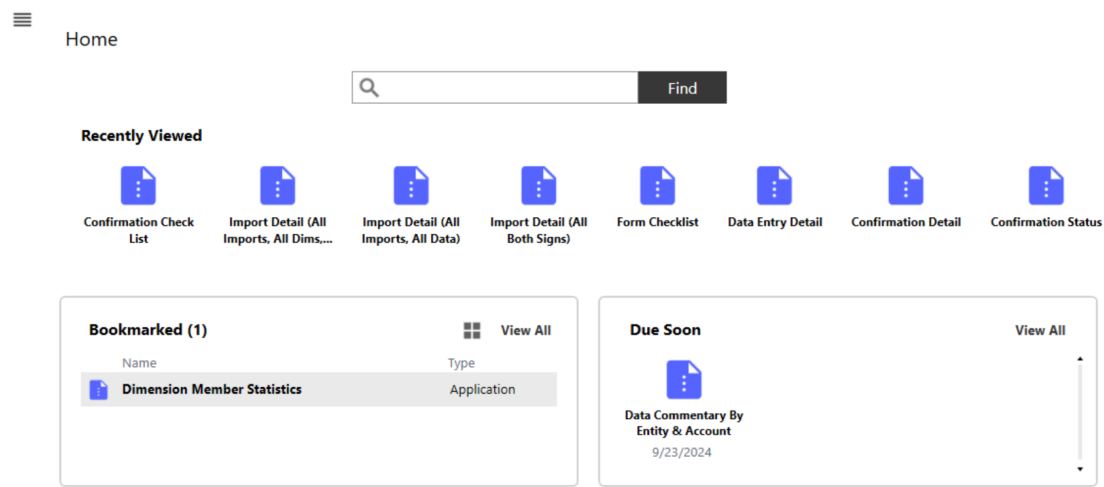 Home
Find
Recently Viewed
Confirmation Check
List
Import Detail (All
Imports, All Dims,...
Import Detail (All
Imports, All Data)
Import Detail (All
Both Signs)
Form Checklist
Data Entry Detail
Confirmation Detail
Confirmation Status
Bookmarked (1)
View All
Name
Type
Dimension Member Statistics
Application
Due Soon
View All
Data Commentary By
Entity & Account
9/23/2024